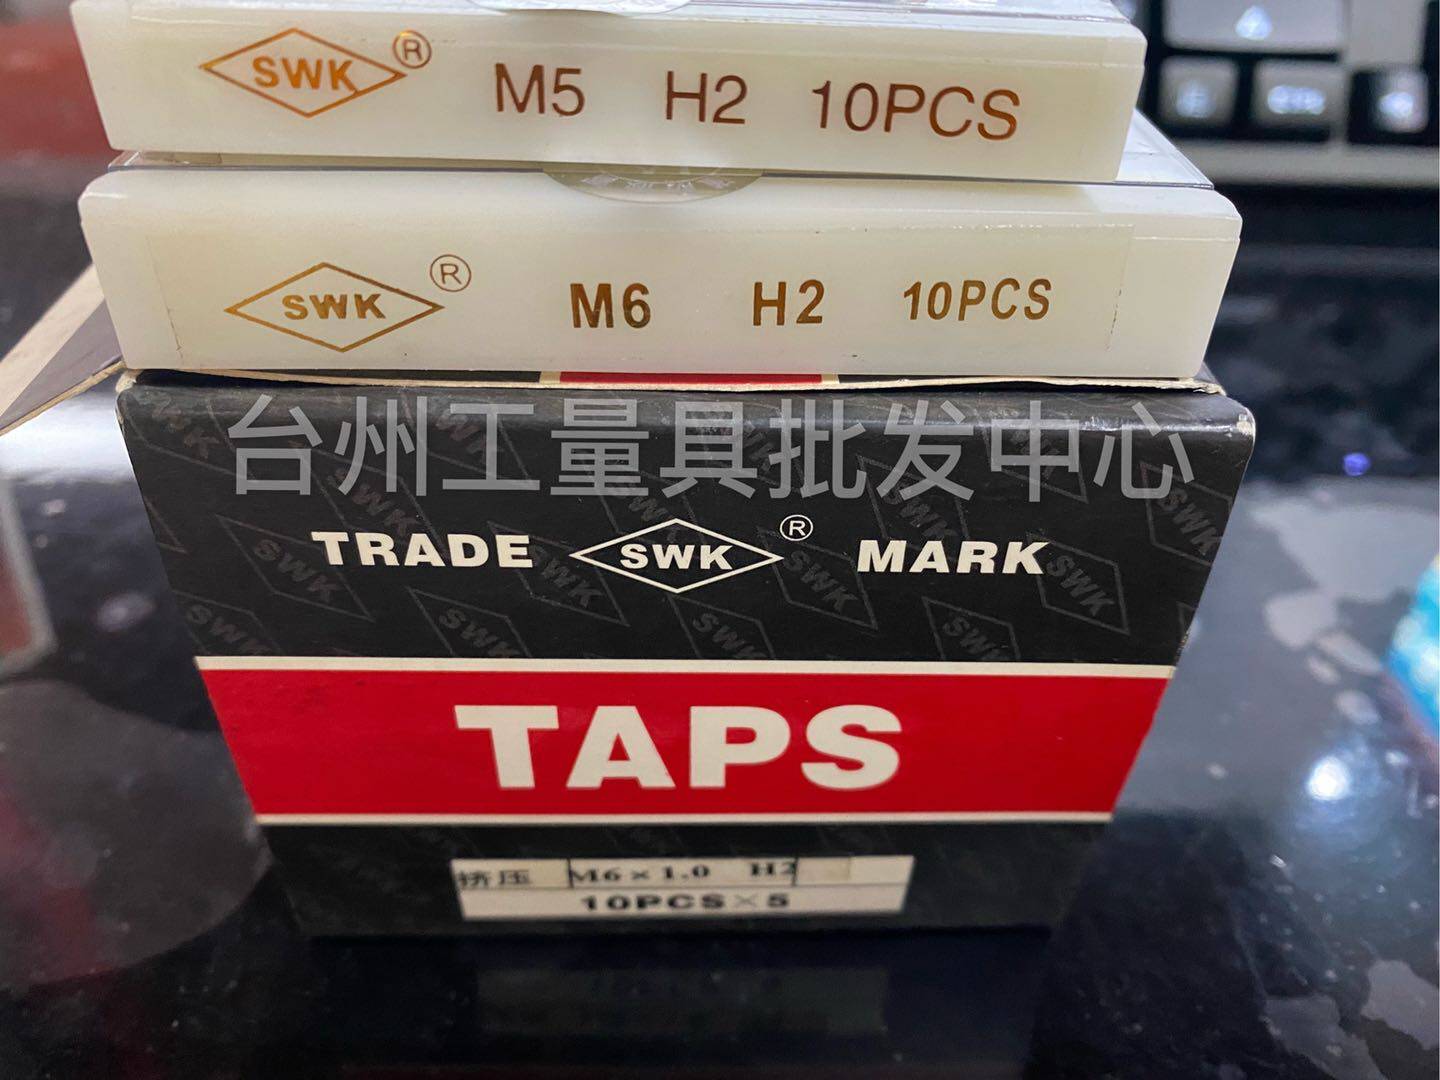 SWK ® M5 H2 10PCS
SWK ® M6 H2 10PCS
台州工量具批发中心
TRADE SWK ® MARK
TAPS
挤压 M6×1.0 H2
10PCS×5